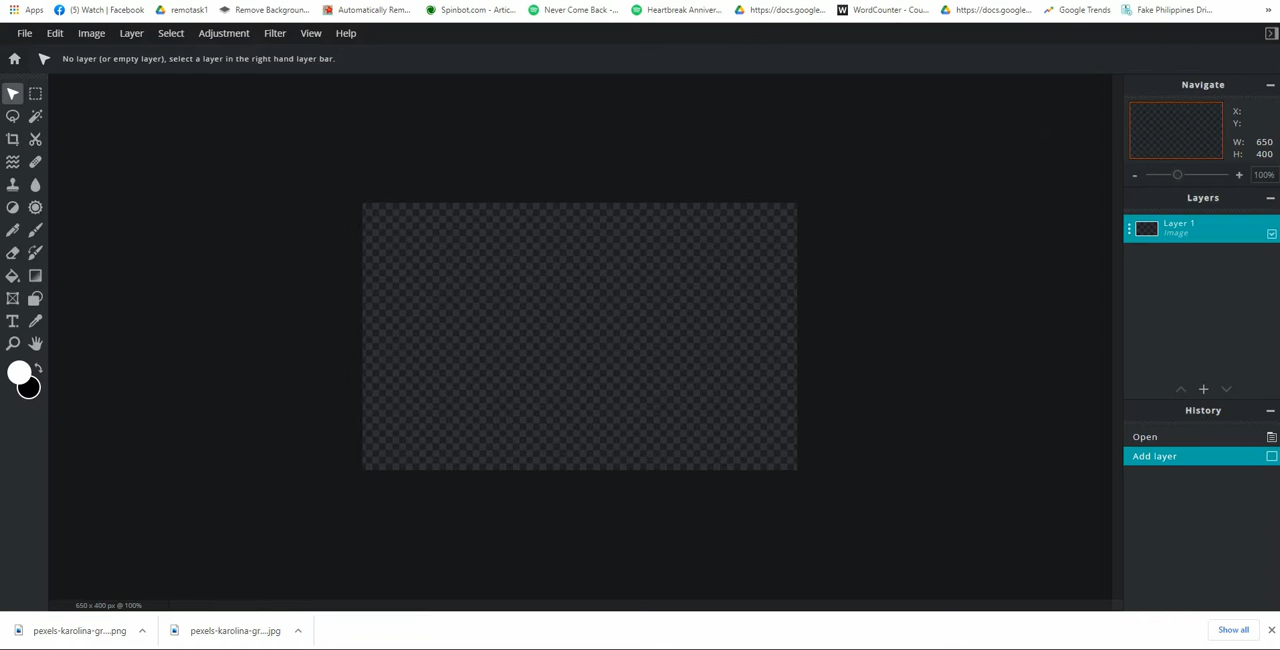 Apps (5) Watch | Facebook remotask1 Remove Backgroun... Automatically Rem... Spinbot.com - Artic... Never Come Back -... Heartbreak Anniver... https://docs.google... WordCounter - Cou... https://docs.google... Google Trends Fake Philippines Dri... »
File Edit Image Layer Select Adjustment Filter View Help
No layer (or empty layer), select a layer in the right hand layer bar.
Navigate
X:
Y:
W: 650
H: 400
- + 100%
Layers
Layer 1
Image
History
Open
Add layer
650 x 400 px @ 100%
pexels-karolina-gr....png pexels-karolina-gr....jpg Show all